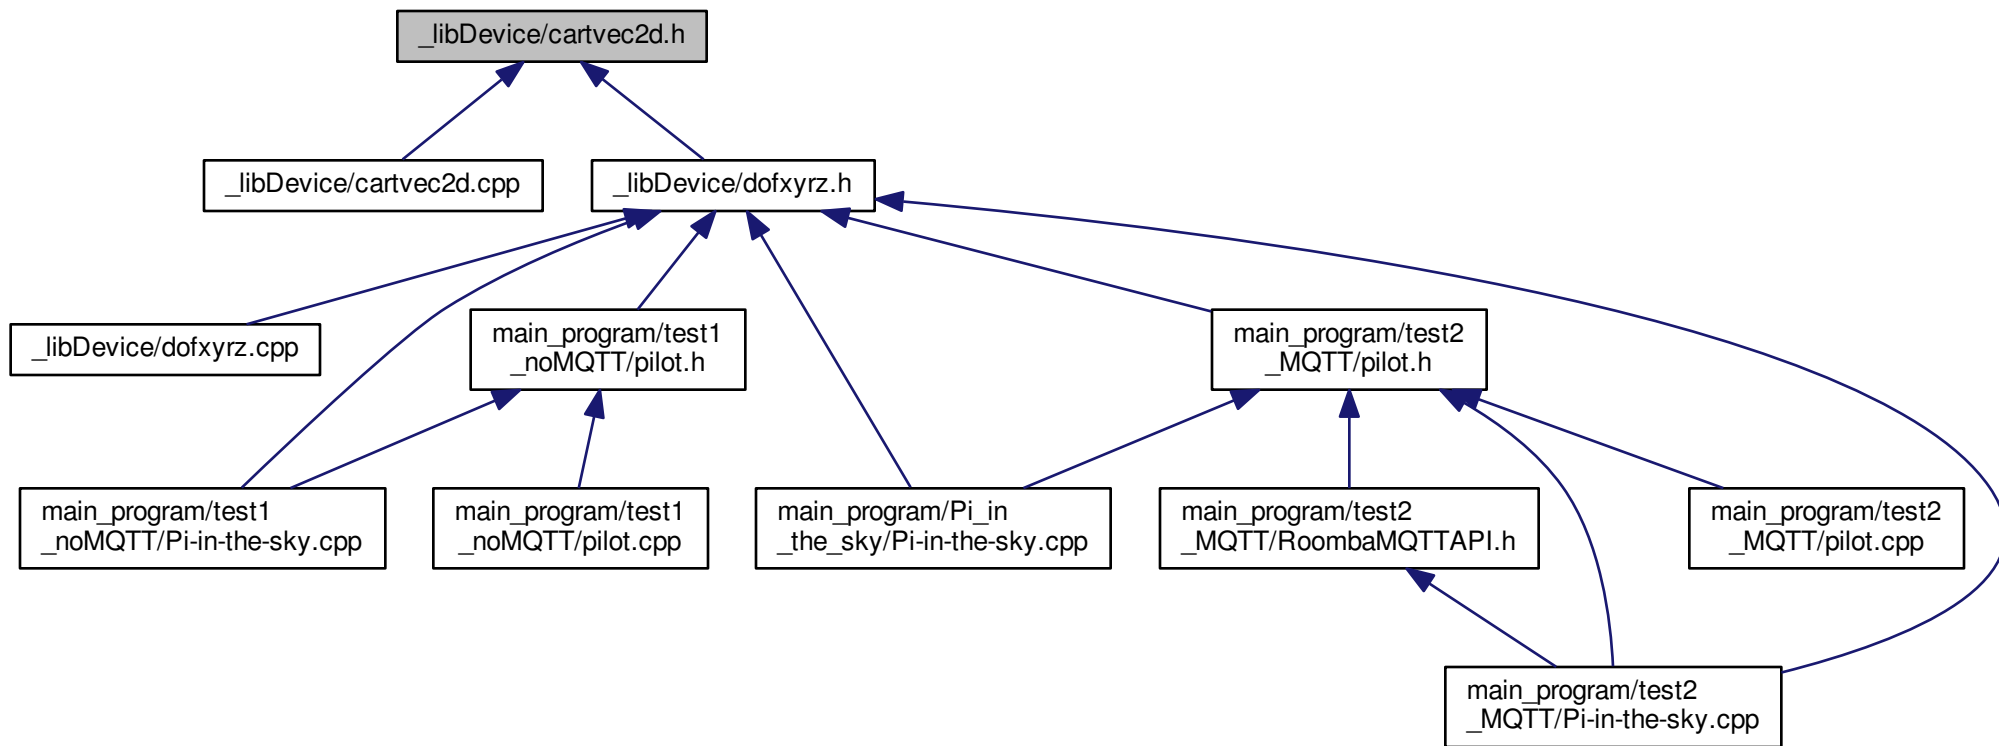 _libDevice/cartvec2d.h
_libDevice/cartvec2d.cpp
_libDevice/dofxyrz.h
_libDevice/dofxyrz.cpp
main_program/test1
_noMQTT/pilot.h
main_program/test2
_MQTT/pilot.h
main_program/test1
_noMQTT/Pi-in-the-sky.cpp
main_program/test1
_noMQTT/pilot.cpp
main_program/Pi_in
_the_sky/Pi-in-the-sky.cpp
main_program/test2
_MQTT/RoombaMQTTAPI.h
main_program/test2
_MQTT/pilot.cpp
main_program/test2
_MQTT/Pi-in-the-sky.cpp